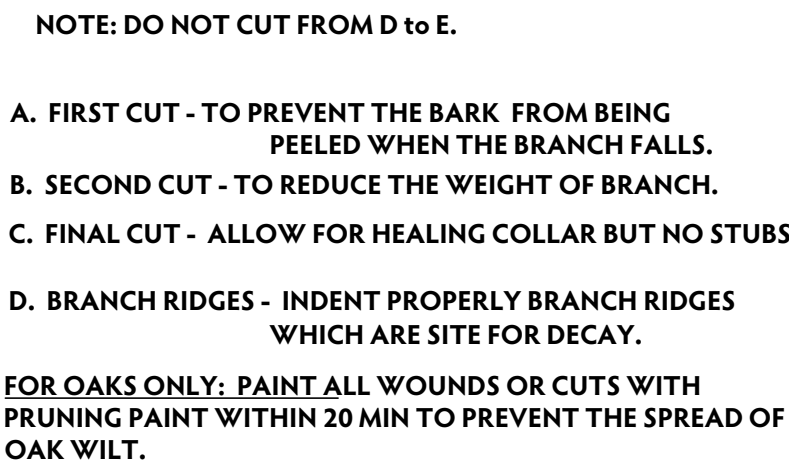 NOTE: DO NOT CUT FROM D to E.
A. FIRST CUT - TO PREVENT THE BARK FROM BEING
PEELED WHEN THE BRANCH FALLS.
B. SECOND CUT - TO REDUCE THE WEIGHT OF BRANCH.
C. FINAL CUT - ALLOW FOR HEALING COLLAR BUT NO STUBS
D. BRANCH RIDGES - INDENT PROPERLY BRANCH RIDGES
WHICH ARE SITE FOR DECAY.
FOR OAKS ONLY: PAINT ALL WOUNDS OR CUTS WITH
PRUNING PAINT WITHIN 20 MIN TO PREVENT THE SPREAD OF
OAK WILT.